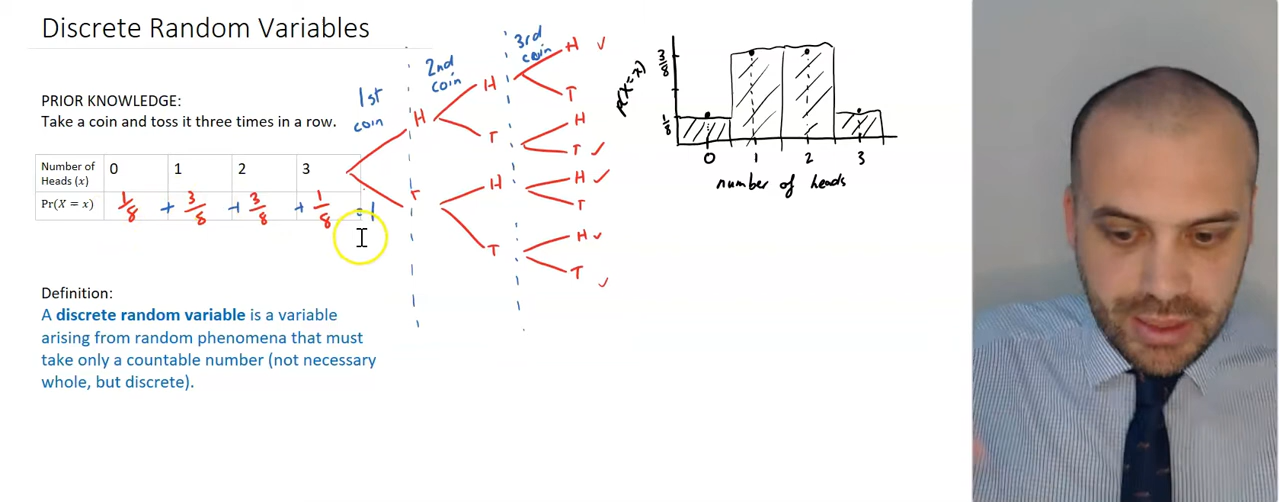 Discrete Random Variables
PRIOR KNOWLEDGE:
Take a coin and toss it three times in a row.
Number of Heads (x) 0 1 2 3
Pr(X = x) 1/8 + 3/8 + 3/8 + 1/8 = 1
Definition:
A discrete random variable is a variable
arising from random phenomena that must
take only a countable number (not necessary
whole, but discrete).
1st
coin
2nd
coin
3rd
coin
H
T
H
T
H
T
H ✓
T
H
T ✓
H ✓
T
H ✓
T ✓
P(X=x)
3/8
1/8
0 1 2 3
number of heads